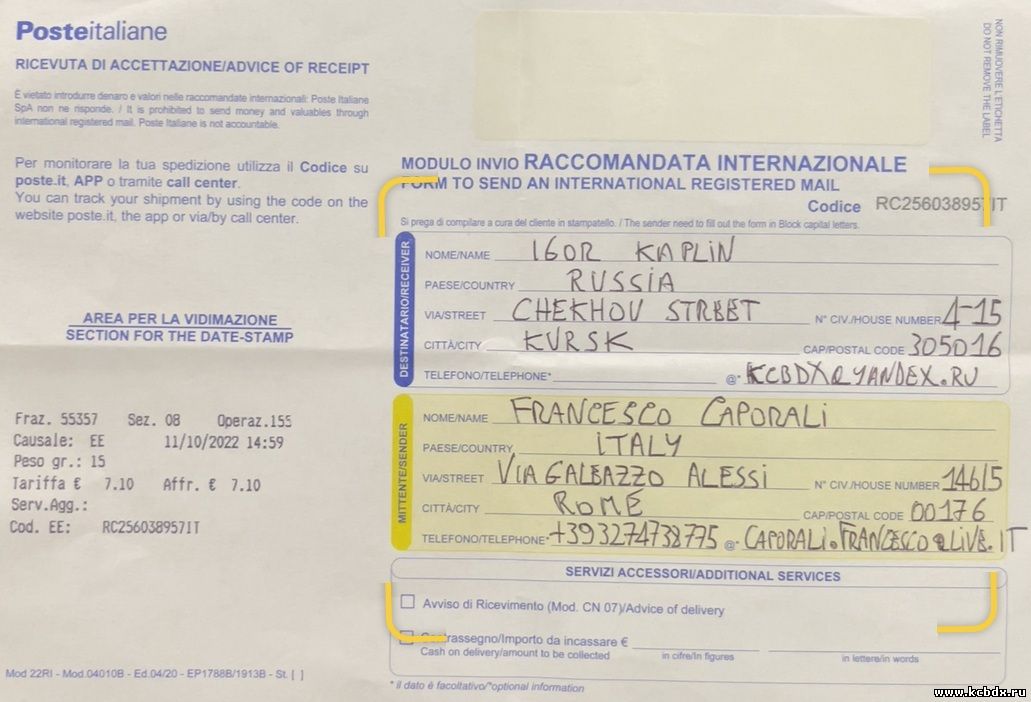 Posteitaliane
RICEVUTA DI ACCETTAZIONE/ADVICE OF RECEIPT
È vietato introdurre denaro e valori nelle raccomandate internazionali: Poste Italiane
SpA non ne risponde. / It is prohibited to send money and valuables through
international registered mail. Poste Italiane is not accountable.
Per monitorare la tua spedizione utilizza il Codice su
poste.it, APP o tramite call center.
You can track your shipment by using the code on the
website poste.it, the app or via/by call center.
AREA PER LA VIDIMAZIONE
SECTION FOR THE DATE-STAMP
Fraz. 55357 Sez. 08 Operaz.155
Causale: EE 11/10/2022 14:59
Peso gr.: 15
Tariffa € 7.10 Affr. € 7.10
Serv.Agg.:
Cod. EE: RC256038957IT
Mod 22RI - Mod.04010B - Ed.04/20 - EP1788B/1913B - St. [ ]
NON RIMUOVERE L'ETICHETTA
DO NOT REMOVE THE LABEL
MODULO INVIO RACCOMANDATA INTERNAZIONALE
FORM TO SEND AN INTERNATIONAL REGISTERED MAIL
Codice RC256038957IT
Si prega di compilare a cura del cliente in stampatello. / The sender need to fill out the form in Block capital letters.
DESTINATARIO/RECEIVER
NOME/NAME IGOR KAPLIN
PAESE/COUNTRY RUSSIA
VIA/STREET CHEKHOV STREET N° CIV./HOUSE NUMBER 4-15
CITTÀ/CITY KURSK CAP/POSTAL CODE 305016
TELEFONO/TELEPHONE* @* KCBDX@YANDEX.RU
MITTENTE/SENDER
NOME/NAME FRANCESCO CAPORALI
PAESE/COUNTRY ITALY
VIA/STREET VIA GALEAZZO ALESSI N° CIV./HOUSE NUMBER 146/5
CITTÀ/CITY ROME CAP/POSTAL CODE 00176
TELEFONO/TELEPHONE* +393274738775 @* CAPORALI.FRANCESCO@LIVE.IT
SERVIZI ACCESSORI/ADDITIONAL SERVICES
Avviso di Ricevimento (Mod. CN 07)/Advice of delivery
Contrassegno/Importo da incassare €
Cash on delivery/amount to be collected in cifre/In figures in lettere/in words
* il dato è facoltativo/*optional information
www.kcbdx.ru